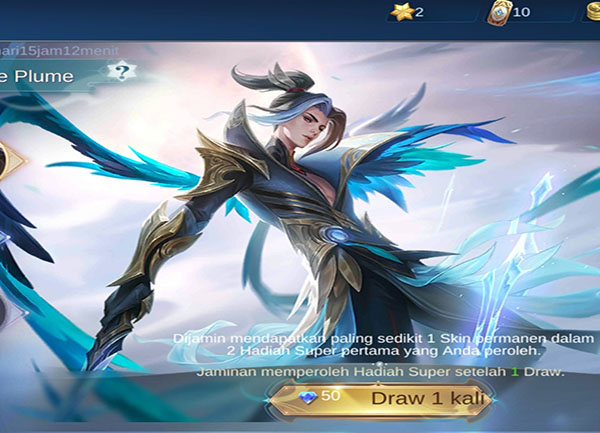 2
10
hari15jam12menit
e Plume
?
Dijamin mendapatkan paling sedikit 1 Skin permanen dalam
2 Hadiah Super pertama yang Anda peroleh.
Jaminan memperoleh Hadiah Super setelah 1 Draw.
50 Draw 1 kali